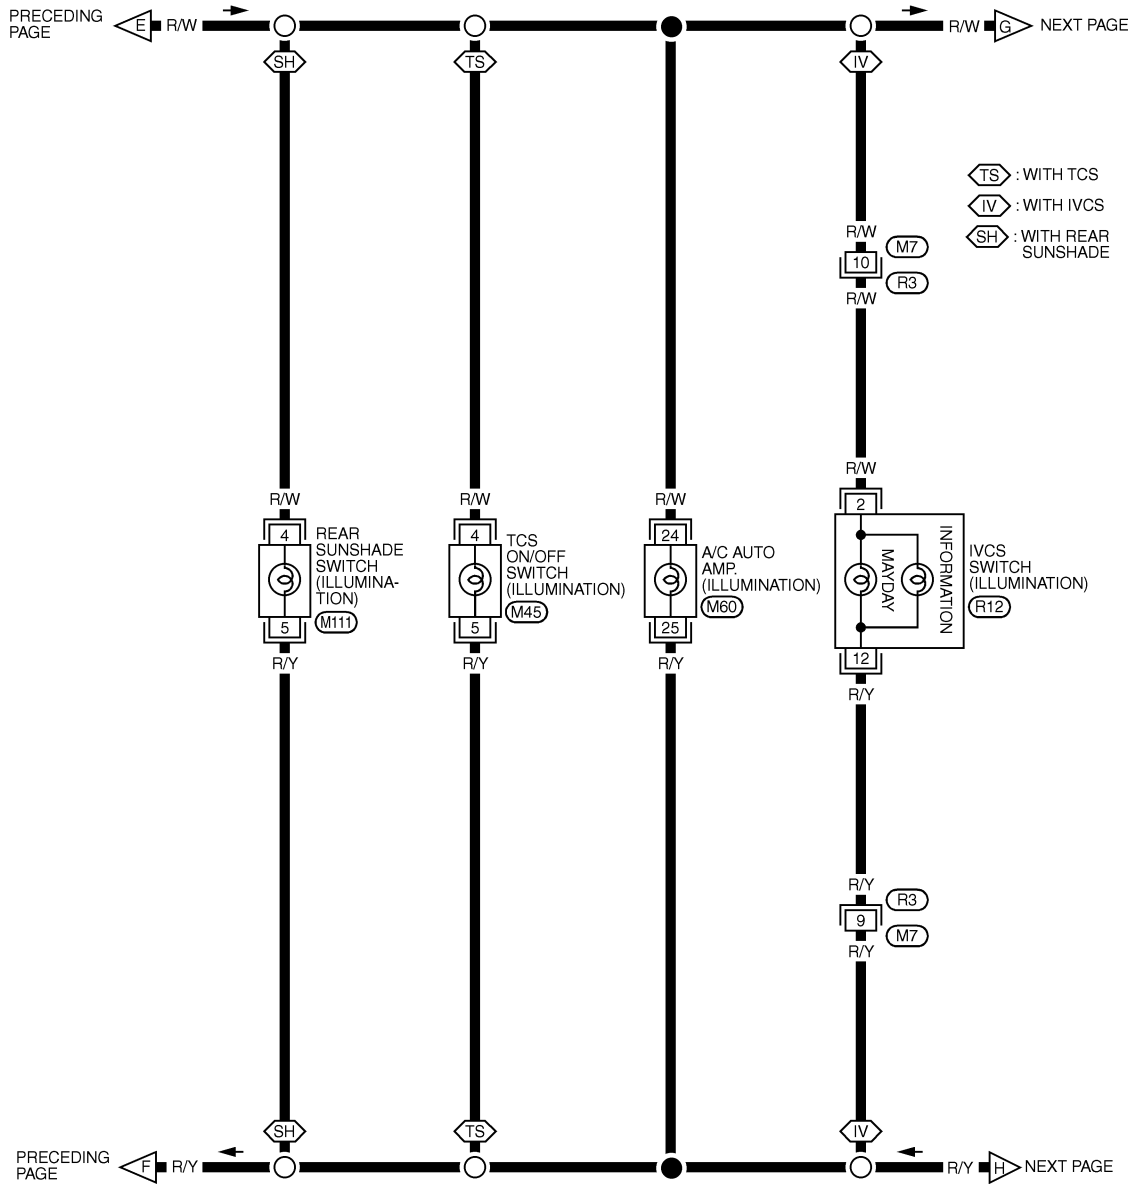 PRECEDING
PAGE
E
R/W
R/W
G
NEXT PAGE
SH
TS
IV
TS : WITH TCS
IV : WITH IVCS
SH : WITH REAR
SUNSHADE
R/W
M7
10
R3
R/W
R/W
R/W
R/W
R/W
4
REAR
SUNSHADE
SWITCH
(ILLUMINA-
TION)
M111
5
R/Y
4
TCS
ON/OFF
SWITCH
(ILLUMINATION)
M45
5
R/Y
24
A/C AUTO
AMP.
(ILLUMINATION)
M60
25
R/Y
2
MAYDAY
INFORMATION
IVCS
SWITCH
(ILLUMINATION)
R12
12
R/Y
R/Y
R3
9
M7
R/Y
SH
TS
IV
PRECEDING
PAGE
F
R/Y
R/Y
H
NEXT PAGE